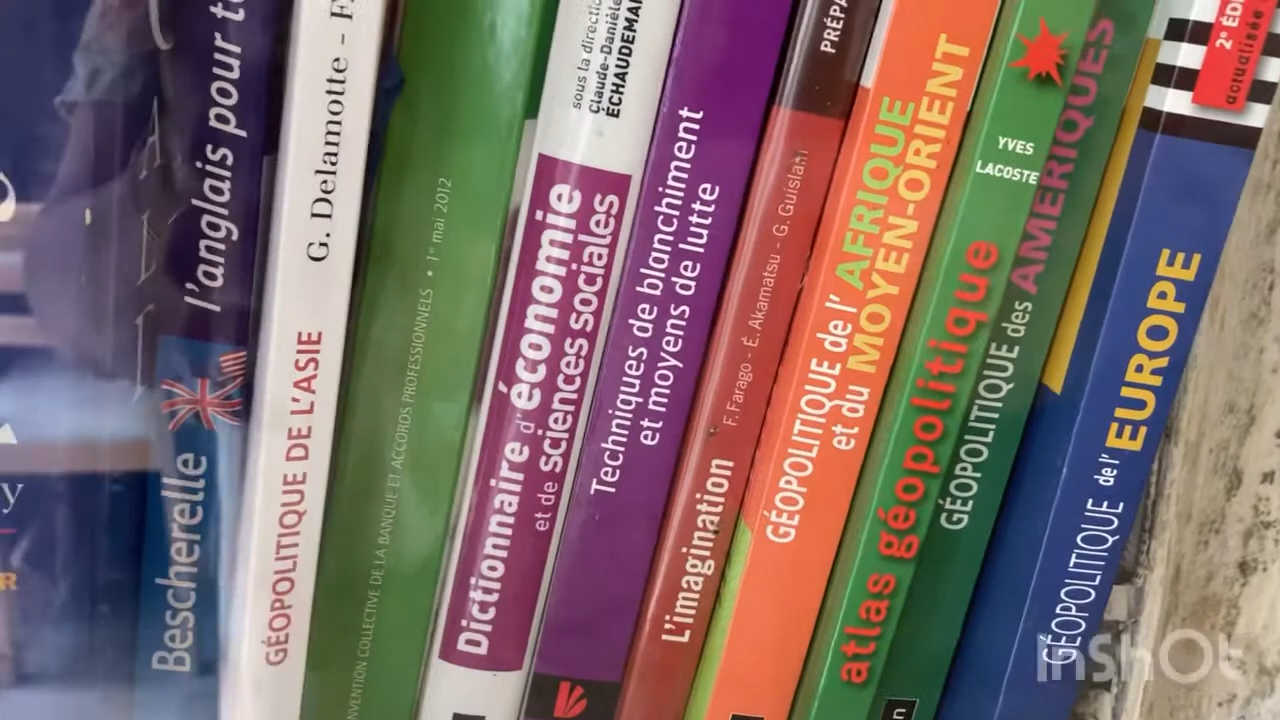 y
R
Bescherelle
l'anglais pour
GÉOPOLITIQUE DE L'ASIE
G. Delamotte - F
NVENTION COLLECTIVE DE LA BANQUE ET ACCORDS PROFESSIONNELS • 1er mai 2012
Dictionnaire d'économie
et de sciences sociales
sous la direction
Claude-Danièle
ÉCHAUDEMAI
Techniques de blanchiment
et moyens de lutte
L'imagination
F. Farago - É. Akamatsu - G. Guislain
PRÉPA
GÉOPOLITIQUE de l'AFRIQUE
et du MOYEN-ORIENT
atlas géopolitique
YVES
LACOSTE
GÉOPOLITIQUE des AMÉRIQUES
GÉOPOLITIQUE de l'EUROPE
2e ÉDI
actualisée
InShOt